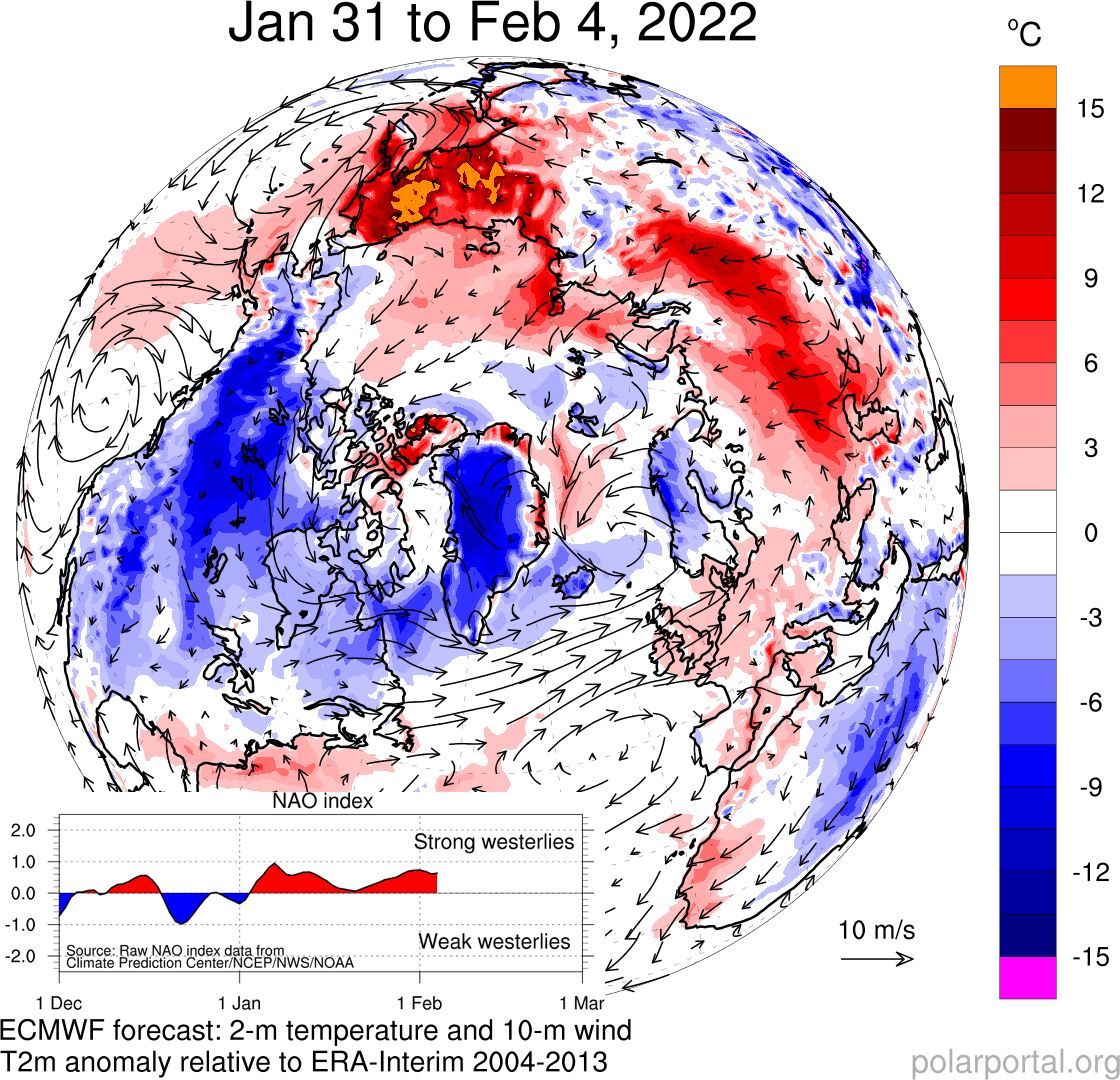 Jan 31 to Feb 4, 2022
°C
15
12
9
6
3
0
-3
-6
-9
-12
-15
10 m/s
NAO index
2.0
1.0
0.0
-1.0
-2.0
Strong westerlies
Weak westerlies
Source: Raw NAO index data from
Climate Prediction Center/NCEP/NWS/NOAA
1 Dec 1 Jan 1 Feb 1 Mar
ECMWF forecast: 2-m temperature and 10-m wind
T2m anomaly relative to ERA-Interim 2004-2013
polarportal.org